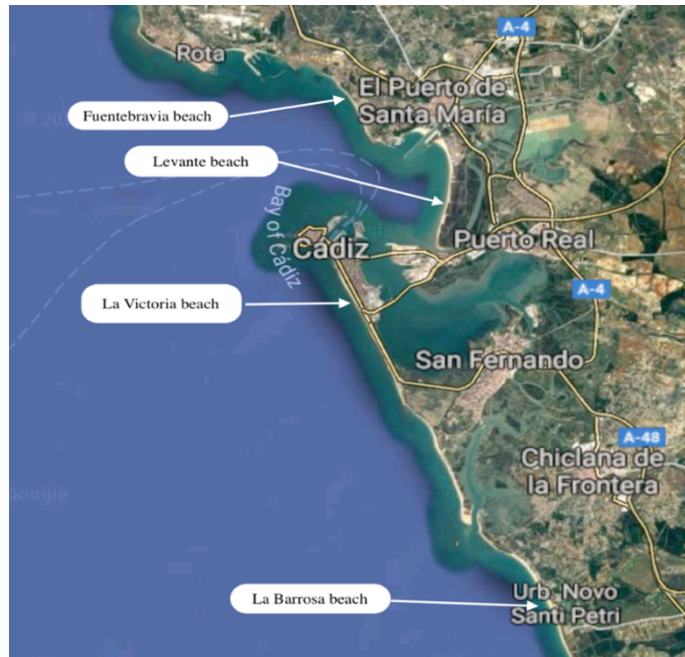 A-4
Rota
El Puerto de
Santa María
Fuentebravia beach
Levante beach
Bay of Cádiz
Cádiz
Puerto Real
A-4
La Victoria beach
San Fernando
A-48
Chiclana de
la Frontera
Google
La Barrosa beach
Urb. Novo
Santi Petri